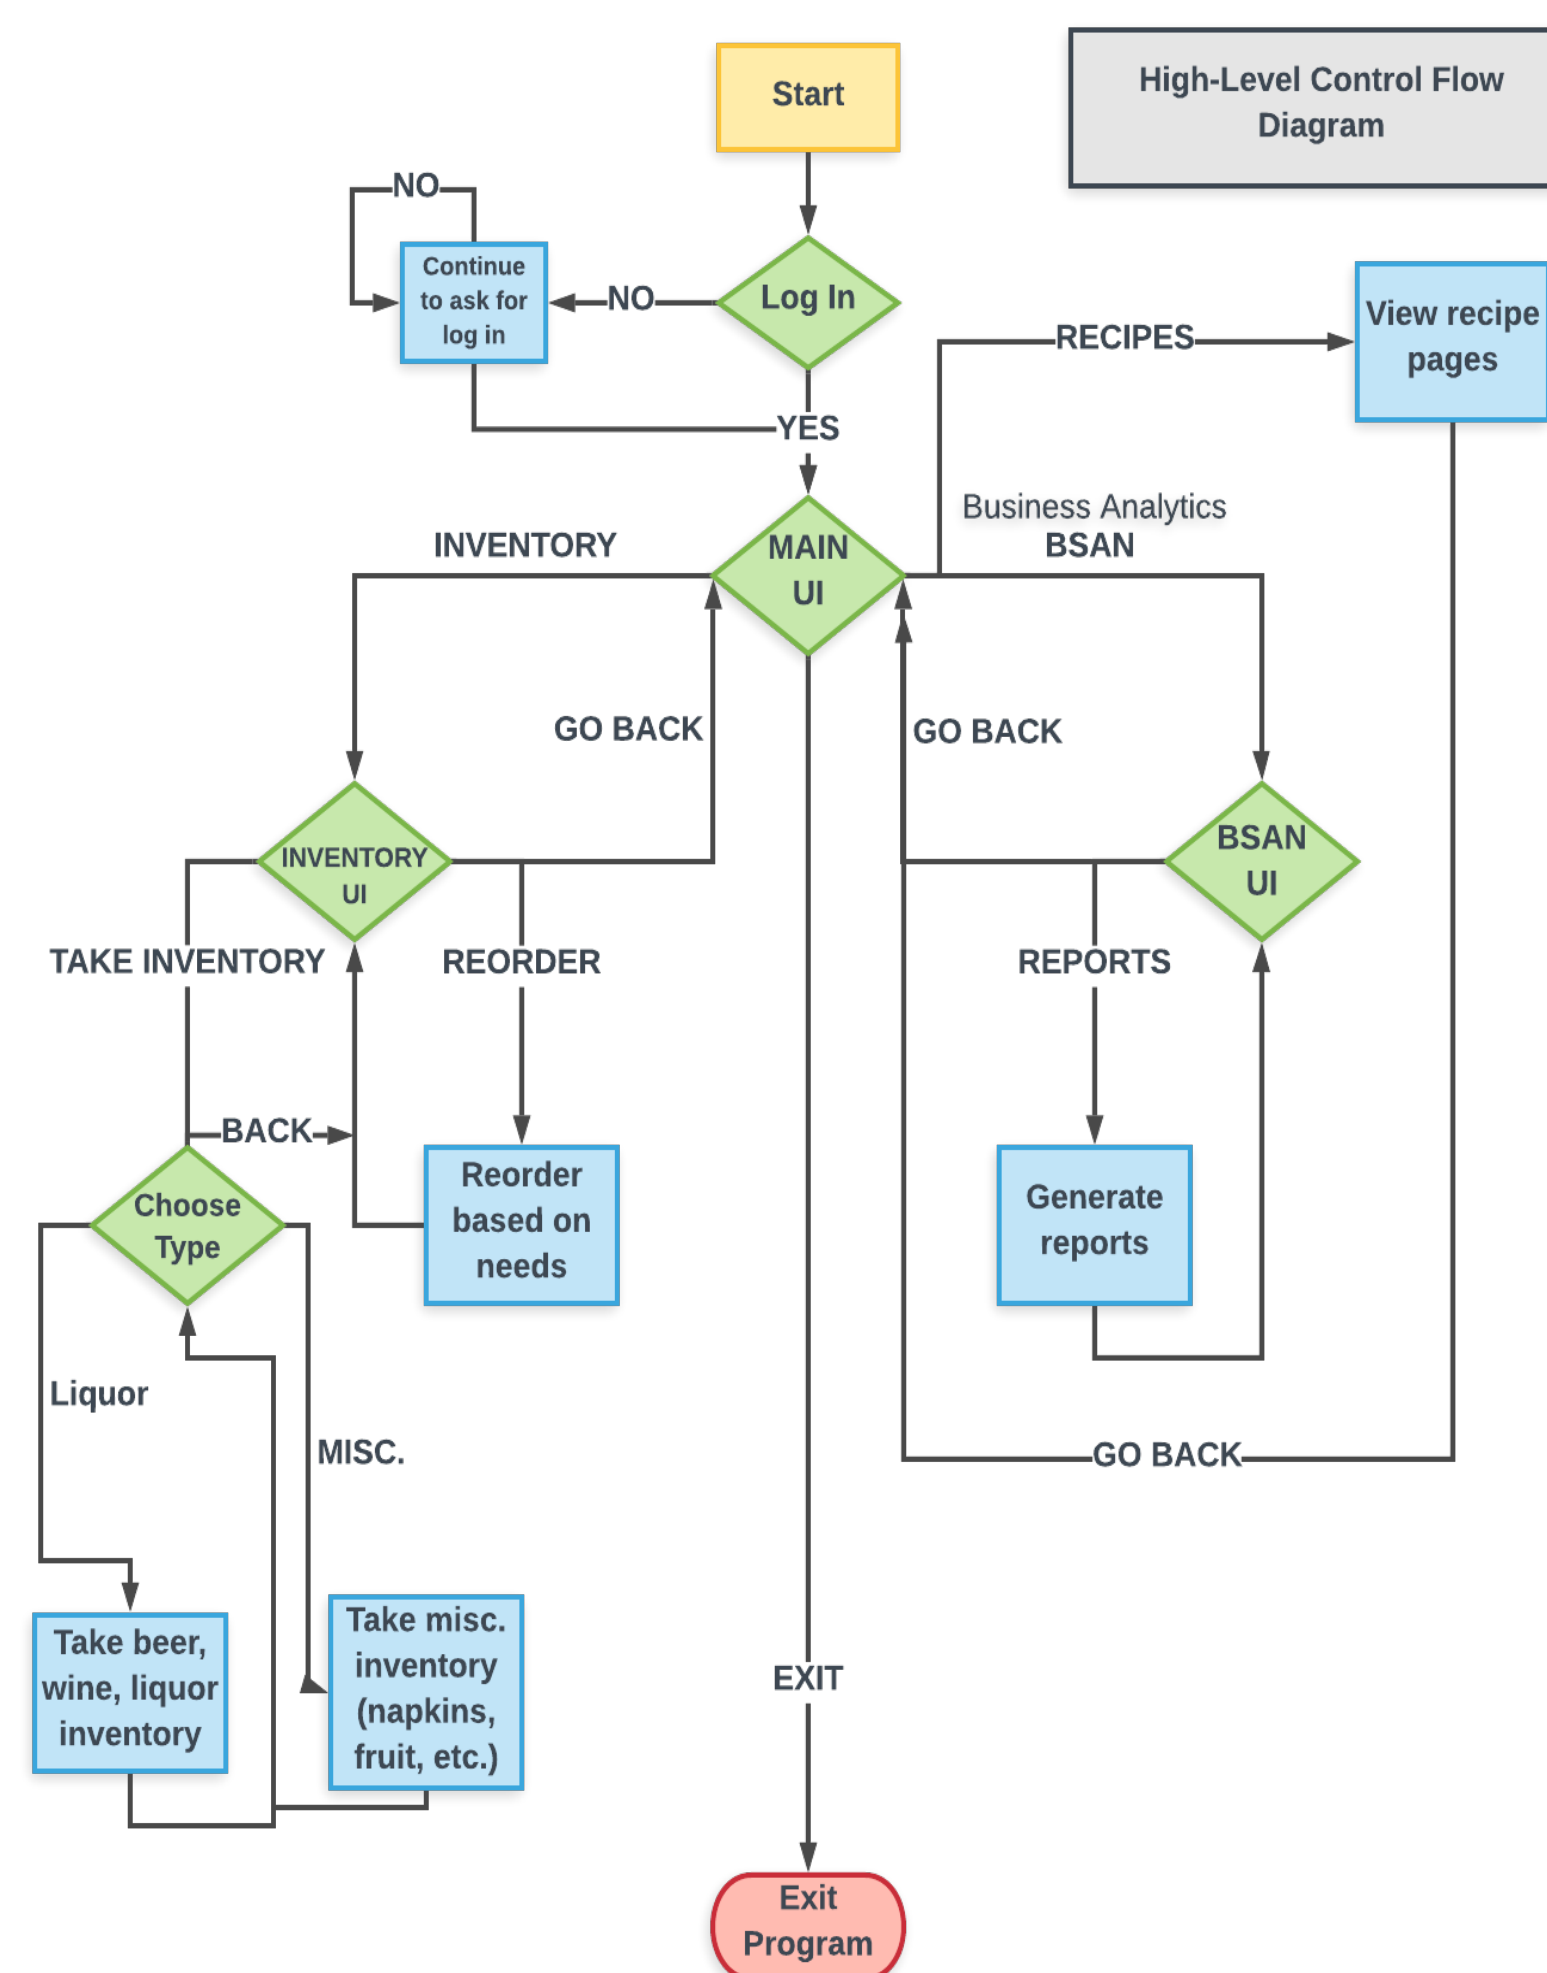 Start
High-Level Control Flow
Diagram
NO
Continue
to ask for
log in
NO
Log In
RECIPES
View recipe
pages
YES
Business Analytics
BSAN
INVENTORY
MAIN
UI
GO BACK
GO BACK
INVENTORY
UI
BSAN
UI
TAKE INVENTORY
REORDER
REPORTS
BACK
Choose
Type
Reorder
based on
needs
Generate
reports
Liquor
MISC.
GO BACK
Take beer,
wine, liquor
inventory
Take misc.
inventory
(napkins,
fruit, etc.)
EXIT
Exit
Program